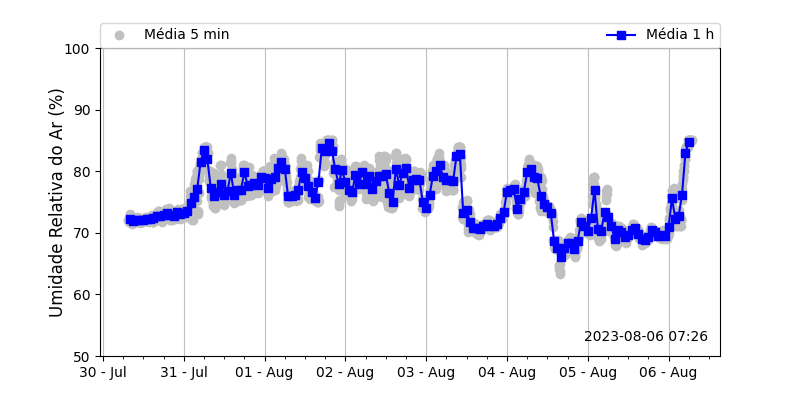 Média 5 min
Média 1 h
Umidade Relativa do Ar (%)
100
90
80
70
60
50
2023-08-06 07:26
30 - Jul
31 - Jul
01 - Aug
02 - Aug
03 - Aug
04 - Aug
05 - Aug
06 - Aug